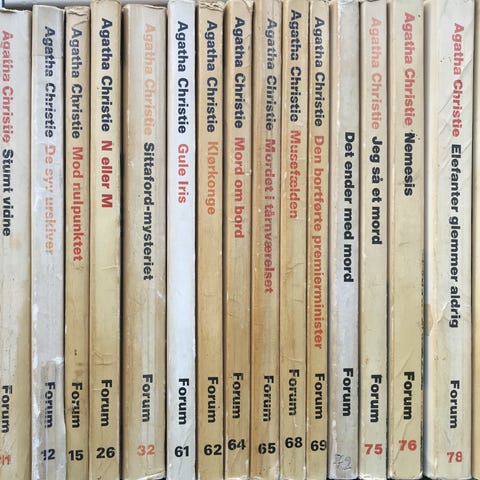 Agatha Christie Stumt vidne Forum 11
Agatha Christie De syv urskiver Forum 12
Agatha Christie Mod nulpunktet Forum 15
Agatha Christie N eller M Forum 26
Agatha Christie Sittaford-mysteriet Forum 32
Agatha Christie Gule Iris Forum 61
Agatha Christie Klørkonge Forum 62
Agatha Christie Mord om bord Forum 64
Agatha Christie Mordet i tårnværelset Forum 65
Agatha Christie Musefælden Forum 68
Agatha Christie Den bortførte premierminister Forum 69
Det ender med mord Forum
Agatha Christie Jeg så et mord Forum 75
Agatha Christie Nemesis Forum 76
Agatha Christie Elefanter glemmer aldrig Forum 78